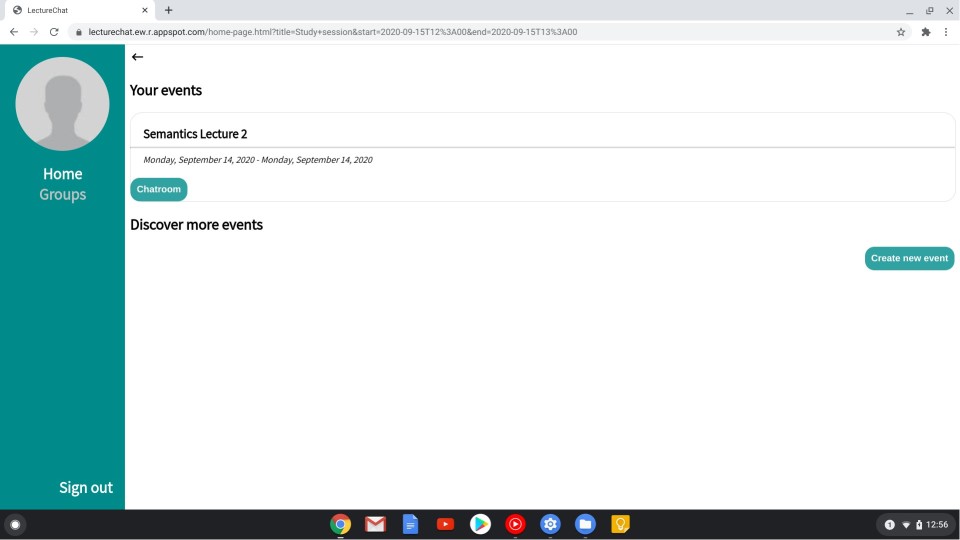 LectureChat
lecturechat.ew.r.appspot.com/home-page.html?title=Study+session&start=2020-09-15T12%3A00&end=2020-09-15T13%3A00
Home
Groups
Sign out
Your events
Semantics Lecture 2
Monday, September 14, 2020 - Monday, September 14, 2020
Chatroom
Discover more events
Create new event
1 12:56